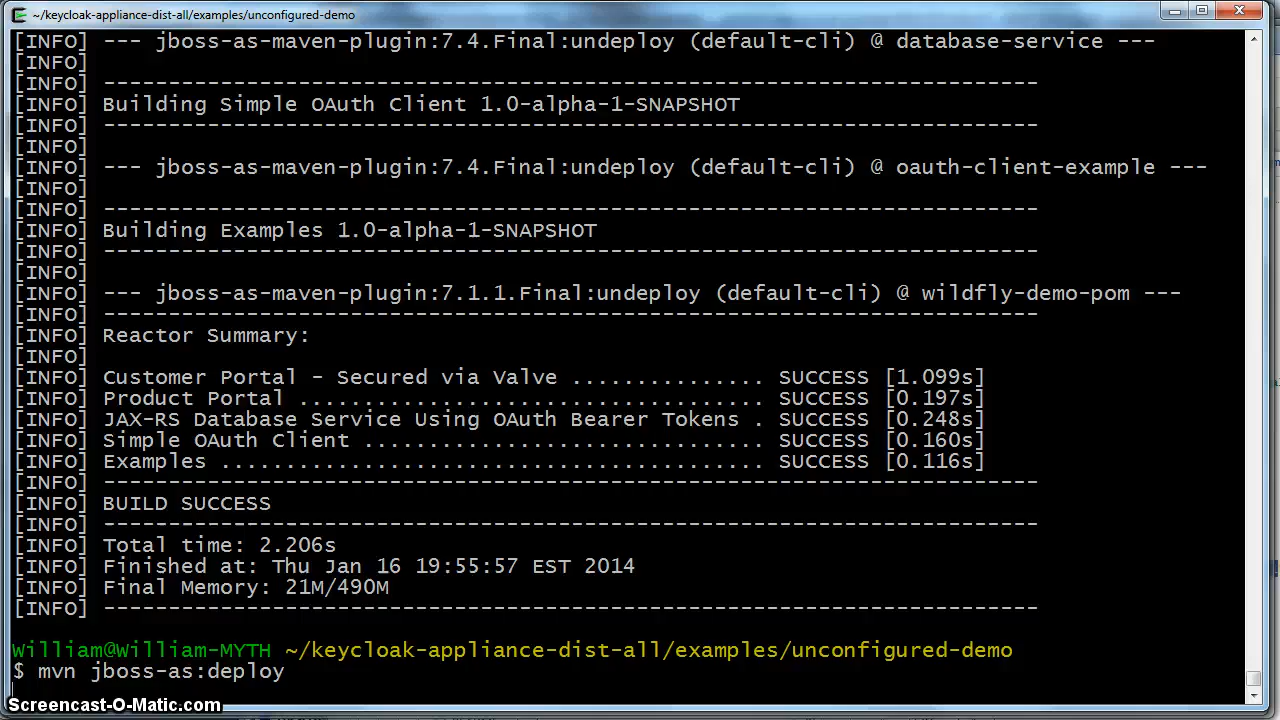 ~/keycloak-appliance-dist-all/examples/unconfigured-demo
[INFO] --- jboss-as-maven-plugin:7.4.Final:undeploy (default-cli) @ database-service ---
[INFO]
[INFO] ------------------------------------------------------------------------
[INFO] Building Simple OAuth Client 1.0-alpha-1-SNAPSHOT
[INFO] ------------------------------------------------------------------------
[INFO]
[INFO] --- jboss-as-maven-plugin:7.4.Final:undeploy (default-cli) @ oauth-client-example ---
[INFO]
[INFO] ------------------------------------------------------------------------
[INFO] Building Examples 1.0-alpha-1-SNAPSHOT
[INFO] ------------------------------------------------------------------------
[INFO]
[INFO] --- jboss-as-maven-plugin:7.1.1.Final:undeploy (default-cli) @ wildfly-demo-pom ---
[INFO] ------------------------------------------------------------------------
[INFO] Reactor Summary:
[INFO]
[INFO] Customer Portal - Secured via Valve ............... SUCCESS [1.099s]
[INFO] Product Portal .................................... SUCCESS [0.197s]
[INFO] JAX-RS Database Service Using OAuth Bearer Tokens . SUCCESS [0.248s]
[INFO] Simple OAuth Client ............................... SUCCESS [0.160s]
[INFO] Examples .......................................... SUCCESS [0.116s]
[INFO] ------------------------------------------------------------------------
[INFO] BUILD SUCCESS
[INFO] ------------------------------------------------------------------------
[INFO] Total time: 2.206s
[INFO] Finished at: Thu Jan 16 19:55:57 EST 2014
[INFO] Final Memory: 21M/490M
[INFO] ------------------------------------------------------------------------
William@William-MYTH ~/keycloak-appliance-dist-all/examples/unconfigured-demo
$ mvn jboss-as:deploy
Screencast-O-Matic.com